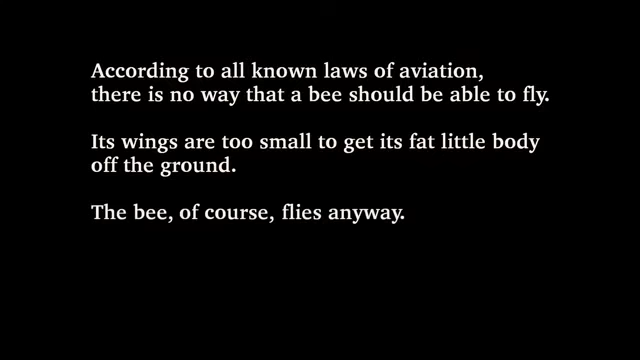 According to all known laws of aviation,
there is no way that a bee should be able to fly.
Its wings are too small to get its fat little body
off the ground.
The bee, of course, flies anyway.